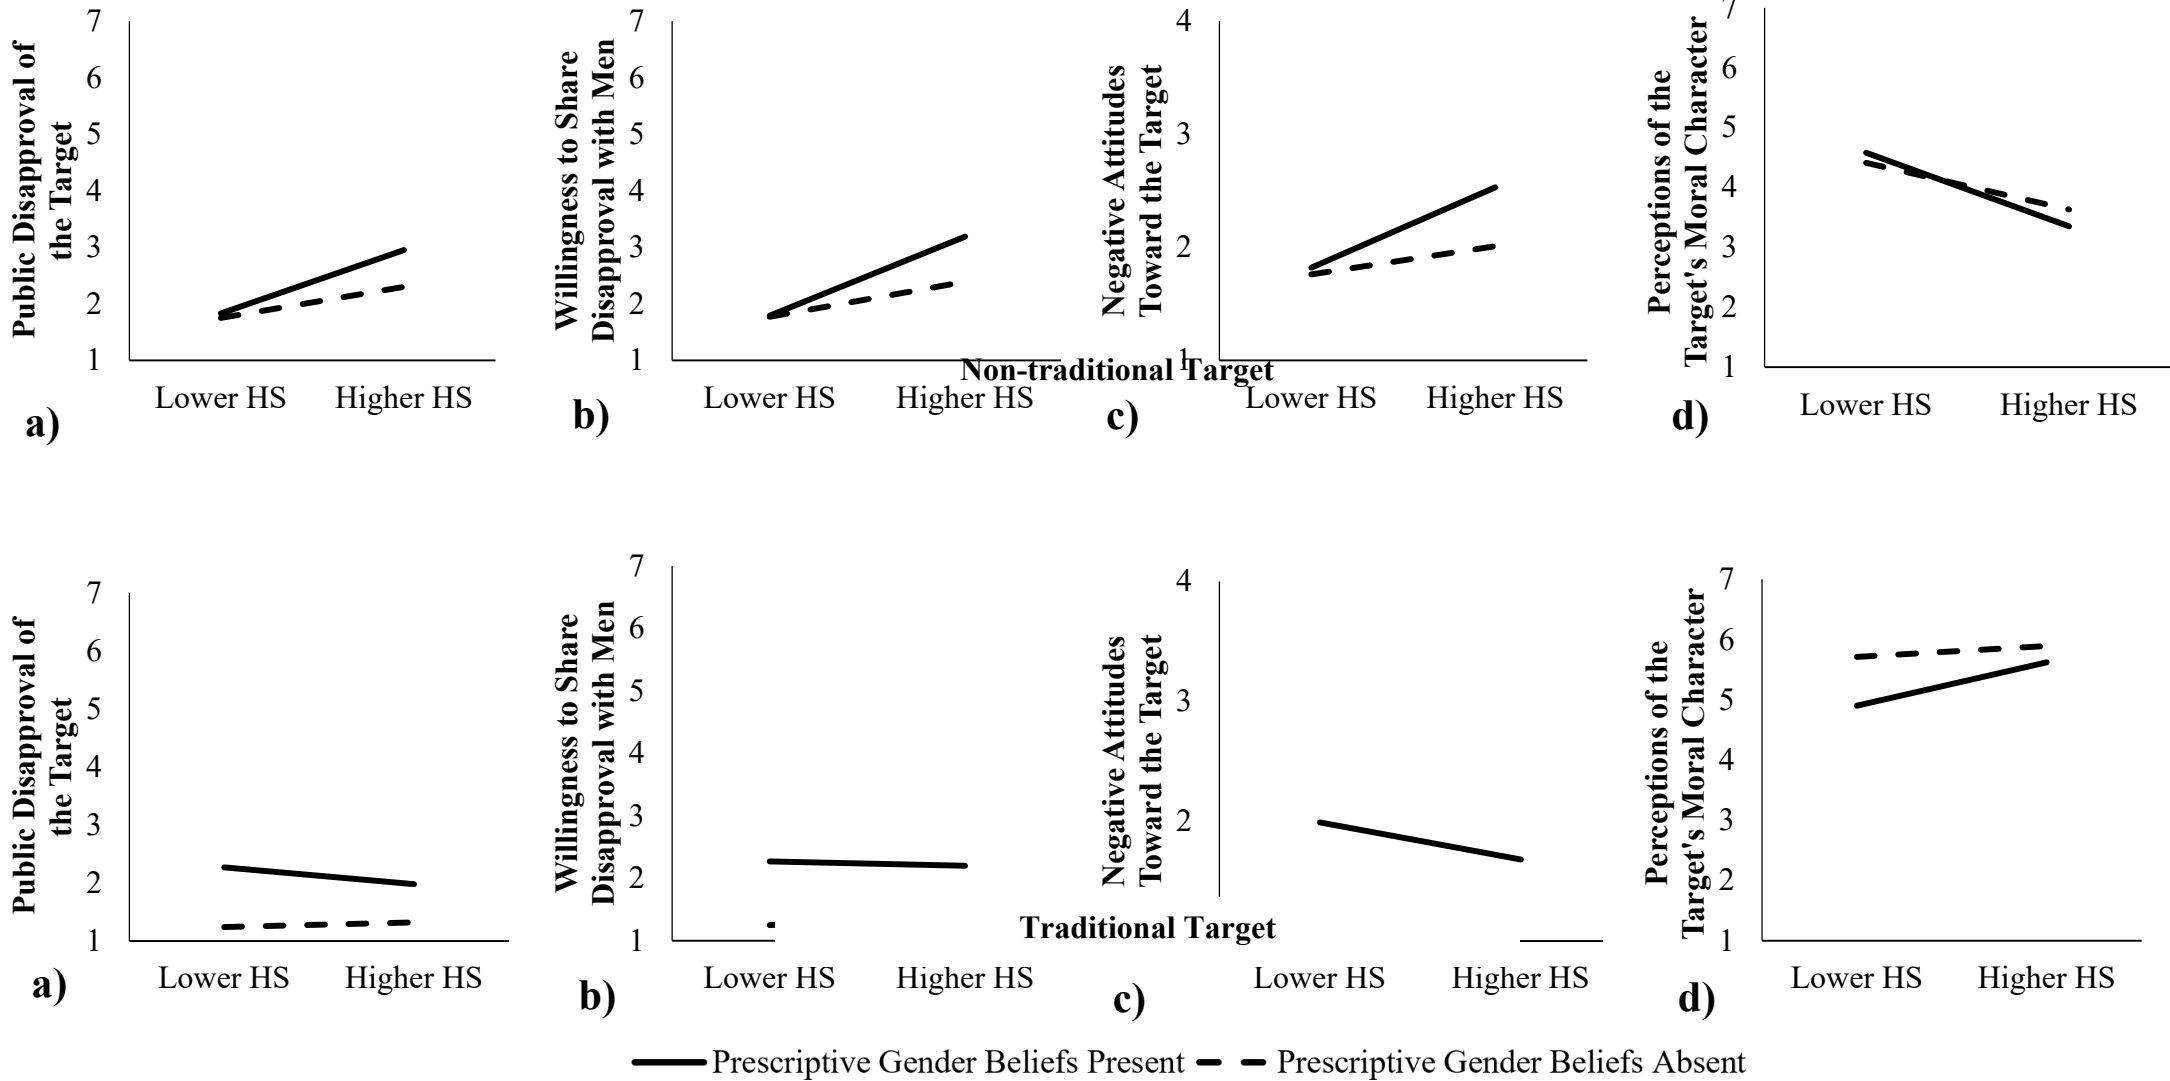 7
6
5
4
3
2
1
Public Disapproval of
the Target
Lower HS
Higher HS
a)
7
6
5
4
3
2
1
Willingness to Share
Disapproval with Men
Lower HS
Higher HS
b)
4
3
2
1
Negative Attitudes
Toward the Target
Lower HS
Higher HS
c)
7
6
5
4
3
2
1
Perceptions of the
Target's Moral Character
Lower HS
Higher HS
d)
Non-traditional Target
7
6
5
4
3
2
1
Public Disapproval of
the Target
Lower HS
Higher HS
a)
7
6
5
4
3
2
1
Willingness to Share
Disapproval with Men
Lower HS
Higher HS
b)
4
3
2
Negative Attitudes
Toward the Target
Lower HS
Higher HS
c)
7
6
5
4
3
2
1
Perceptions of the
Target's Moral Character
Lower HS
Higher HS
d)
Traditional Target
Prescriptive Gender Beliefs Present
Prescriptive Gender Beliefs Absent